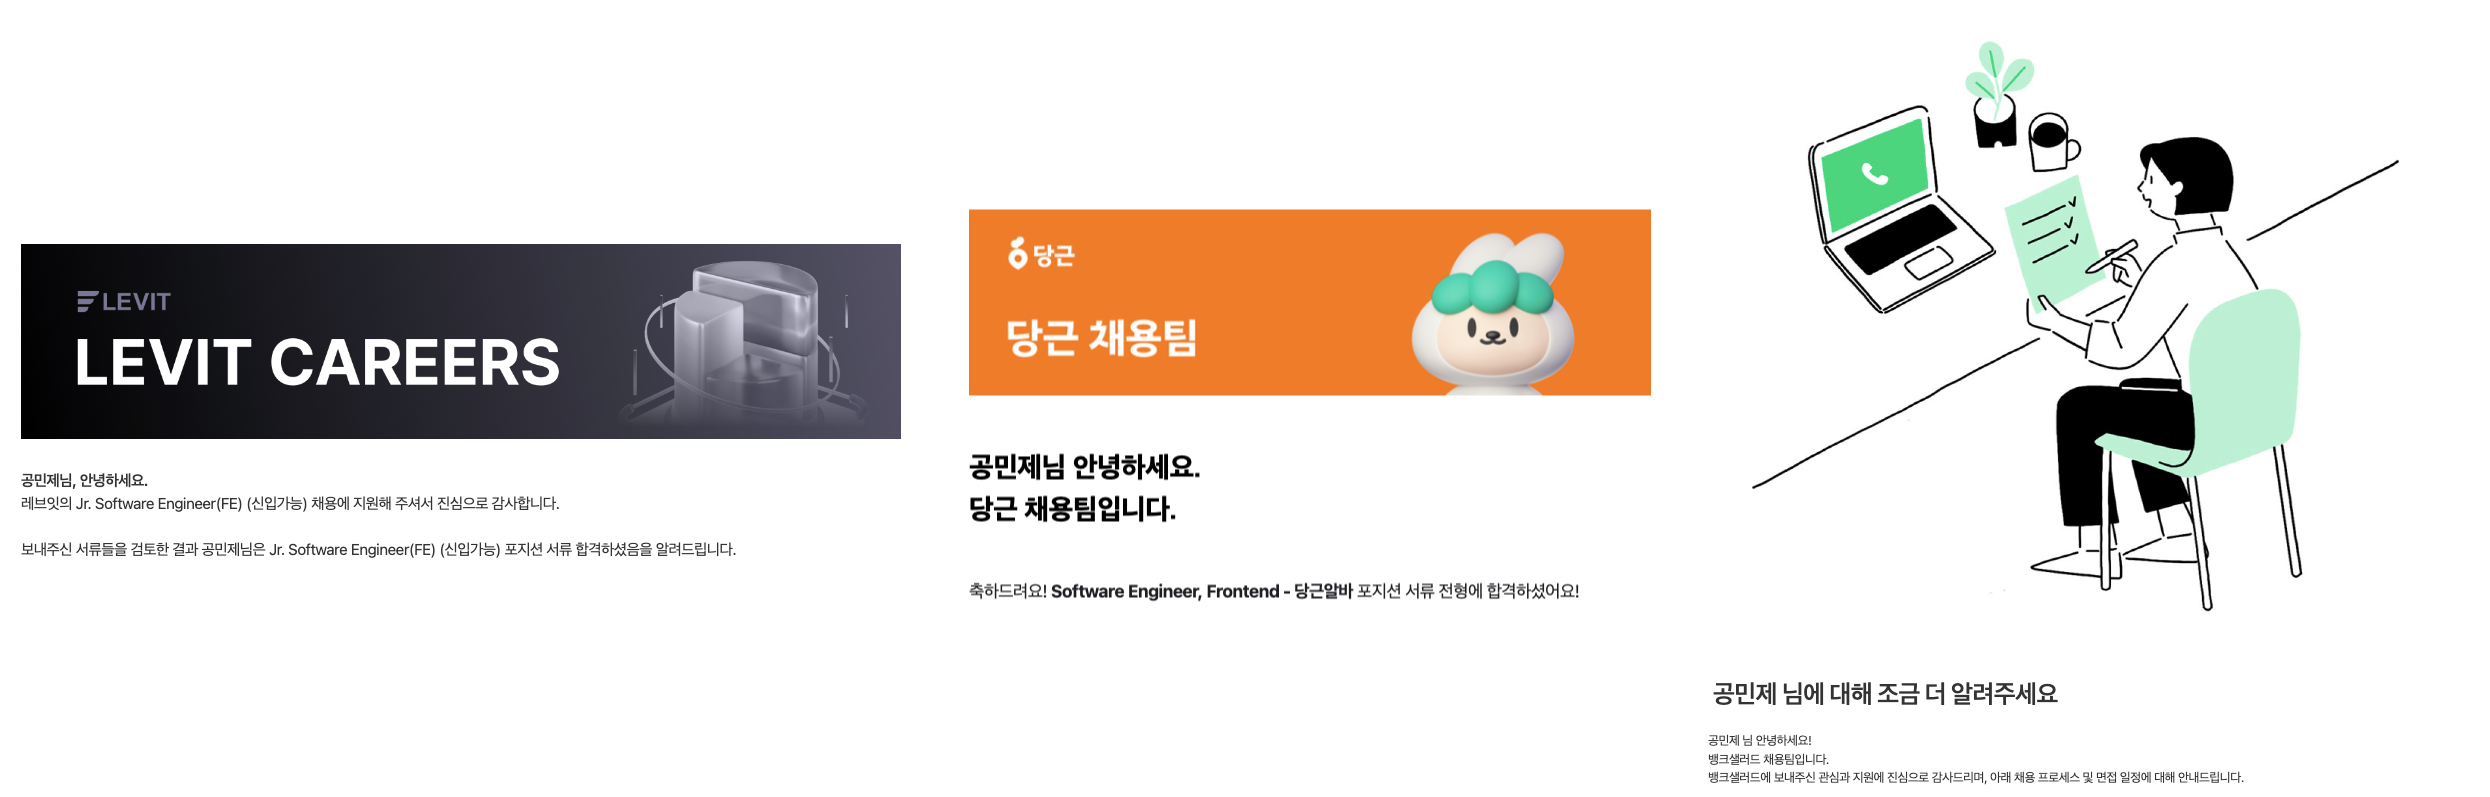 LEVIT
LEVIT CAREERS
공민제님, 안녕하세요.
레브잇의 Jr. Software Engineer(FE) (신입가능) 채용에 지원해 주셔서 진심으로 감사합니다.
보내주신 서류들을 검토한 결과 공민제님은 Jr. Software Engineer(FE) (신입가능) 포지션 서류 합격하셨음을 알려드립니다.
당근
당근 채용팀
공민제님 안녕하세요.
당근 채용팀입니다.
축하드려요! Software Engineer, Frontend - 당근알바 포지션 서류 전형에 합격하셨어요!
공민제 님에 대해 조금 더 알려주세요
공민제 님 안녕하세요!
뱅크샐러드 채용팀입니다.
뱅크샐러드에 보내주신 관심과 지원에 진심으로 감사드리며, 아래 채용 프로세스 및 면접 일정에 대해 안내드립니다.